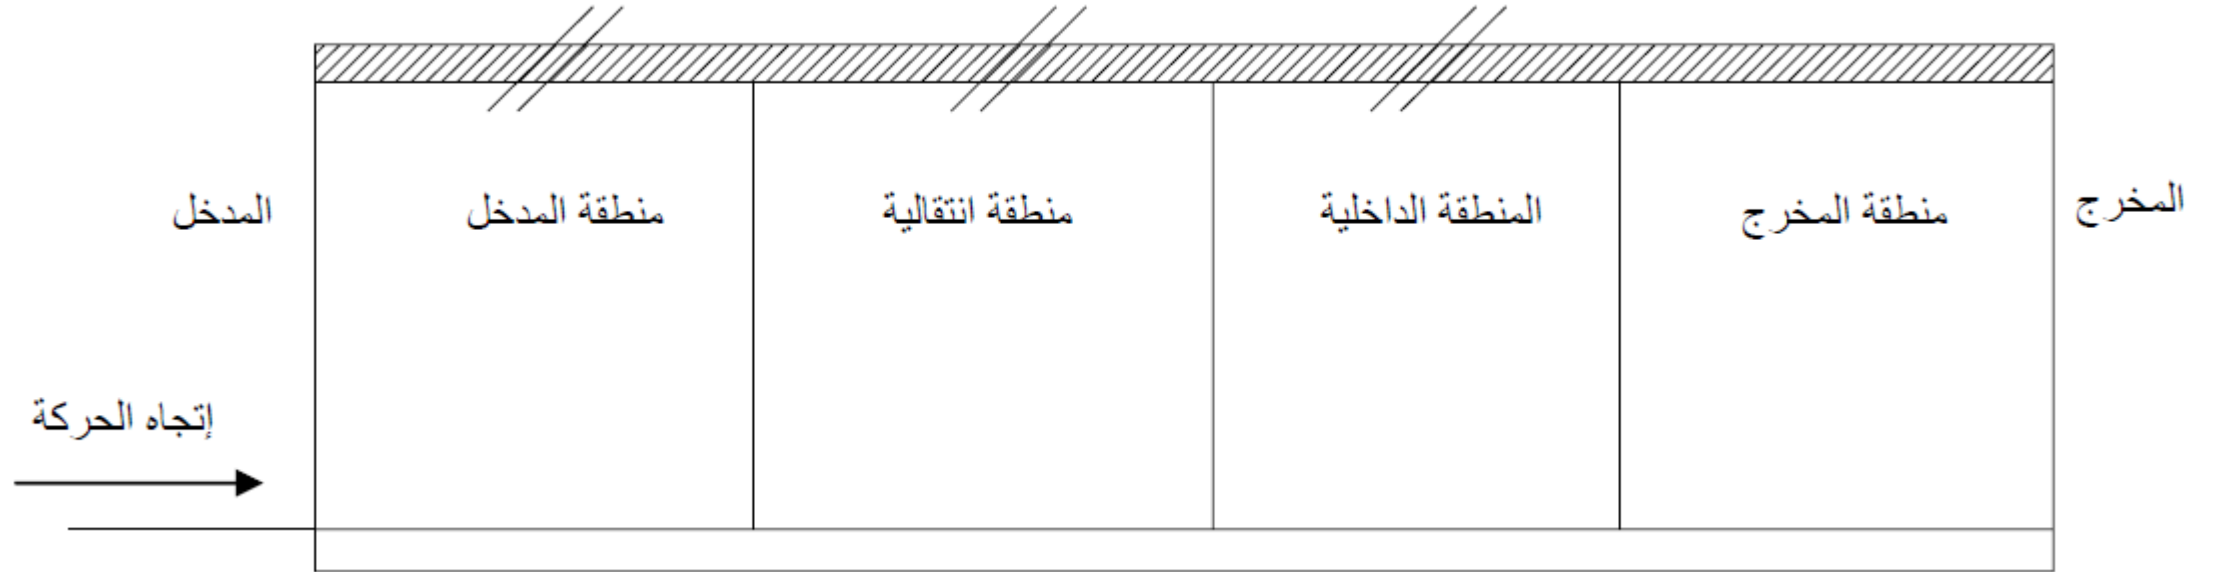 المدخل
منطقة المدخل
منطقة انتقالية
المنطقة الداخلية
منطقة المخرج
المخرج
إتجاه الحركة